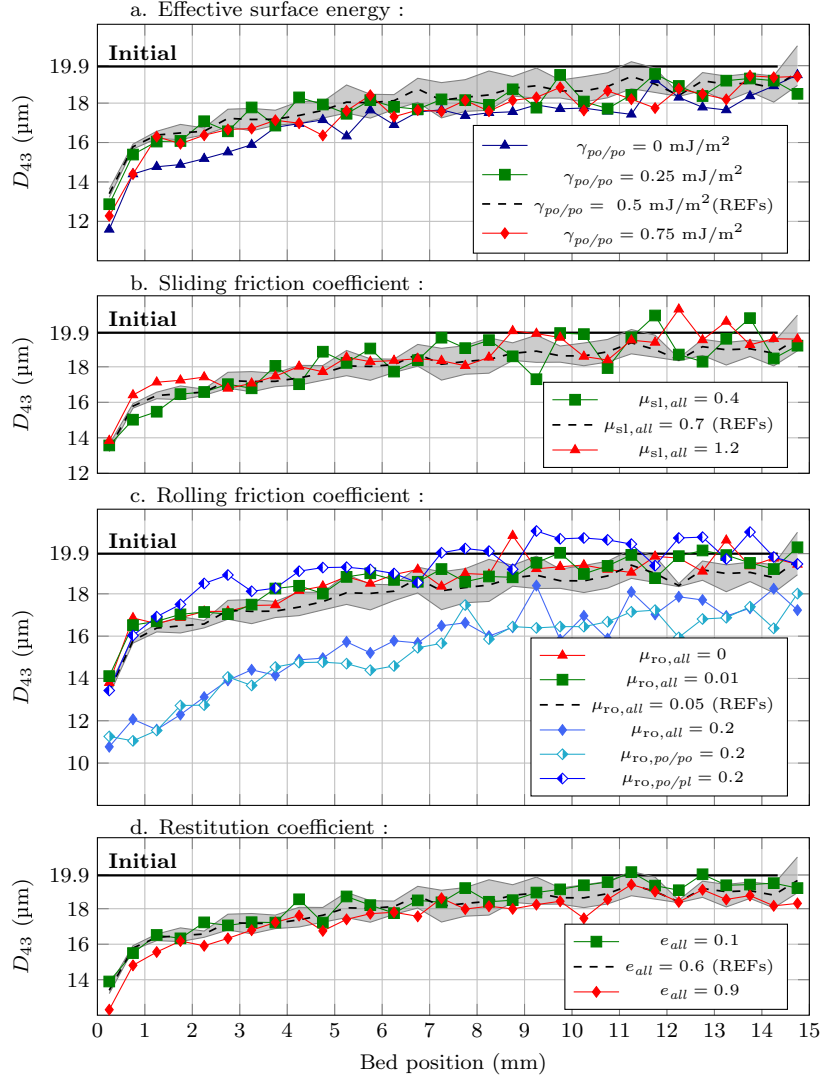 a. Effective surface energy :
Initial
19.9
18
16
14
12
D43 (µm)
γpo/po = 0 mJ/m²
γpo/po = 0.25 mJ/m²
γpo/po = 0.5 mJ/m²(REFs)
γpo/po = 0.75 mJ/m²
b. Sliding friction coefficient :
Initial
19.9
18
16
14
12
D43 (µm)
μsl,all = 0.4
μsl,all = 0.7 (REFs)
μsl,all = 1.2
c. Rolling friction coefficient :
Initial
19.9
18
16
14
12
10
D43 (µm)
μro,all = 0
μro,all = 0.01
μro,all = 0.05 (REFs)
μro,all = 0.2
μro,po/po = 0.2
μro,po/pl = 0.2
d. Restitution coefficient :
Initial
19.9
18
16
14
D43 (µm)
eall = 0.1
eall = 0.6 (REFs)
eall = 0.9
0 1 2 3 4 5 6 7 8 9 10 11 12 13 14 15
Bed position (mm)